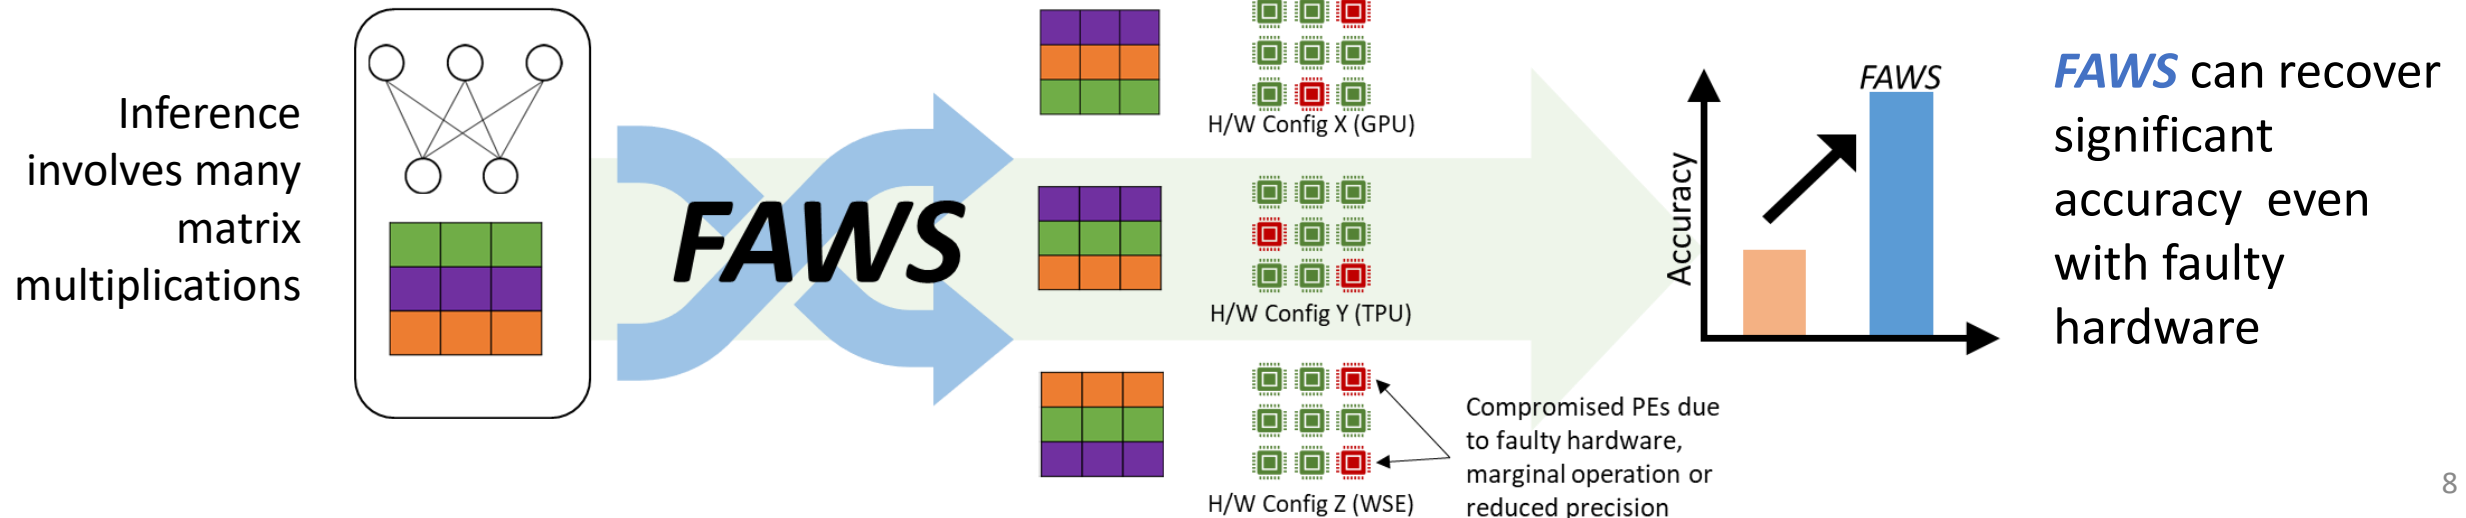 Inference
involves many
matrix
multiplications
FAWS
H/W Config X (GPU)
H/W Config Y (TPU)
H/W Config Z (WSE)
Compromised PEs due
to faulty hardware,
marginal operation or
reduced precision
Accuracy
FAWS
FAWS can recover
significant
accuracy even
with faulty
hardware
8